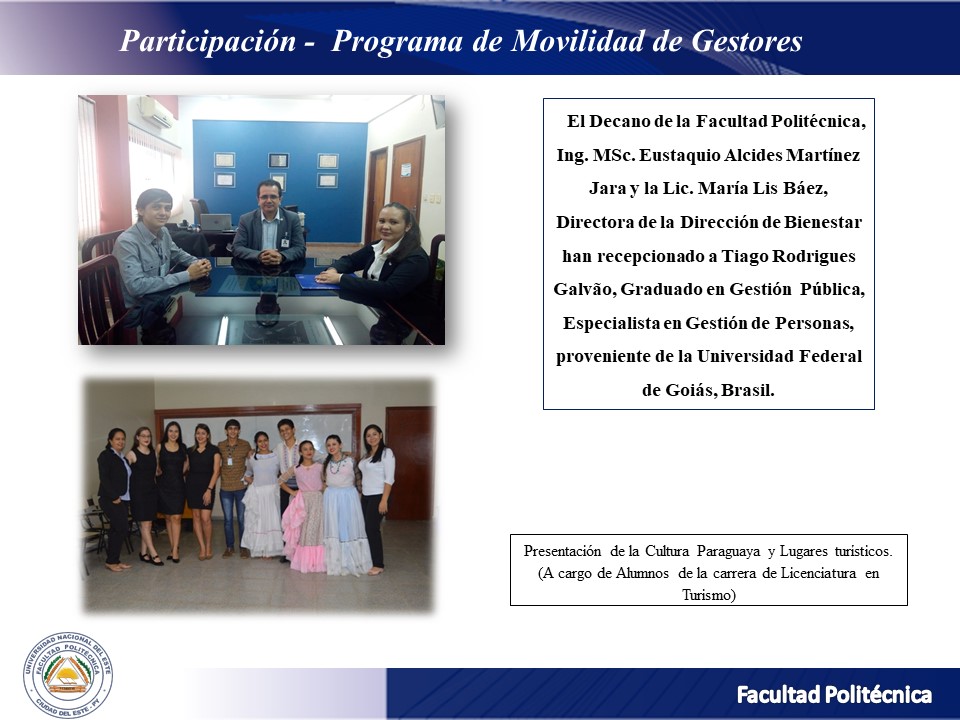 Participación - Programa de Movilidad de Gestores
El Decano de la Facultad Politécnica,
Ing. MSc. Eustaquio Alcides Martínez
Jara y la Lic. María Lis Báez,
Directora de la Dirección de Bienestar
han recepcionado a Tiago Rodrigues
Galvão, Graduado en Gestión Pública,
Especialista en Gestión de Personas,
proveniente de la Universidad Federal
de Goiás, Brasil.
Presentación de la Cultura Paraguaya y Lugares turísticos.
(A cargo de Alumnos de la carrera de Licenciatura en
Turismo)
UNIVERSIDAD NACIONAL DEL ESTE
FACULTAD POLITÉCNICA
CIUDAD DEL ESTE - PY
Facultad Politécnica